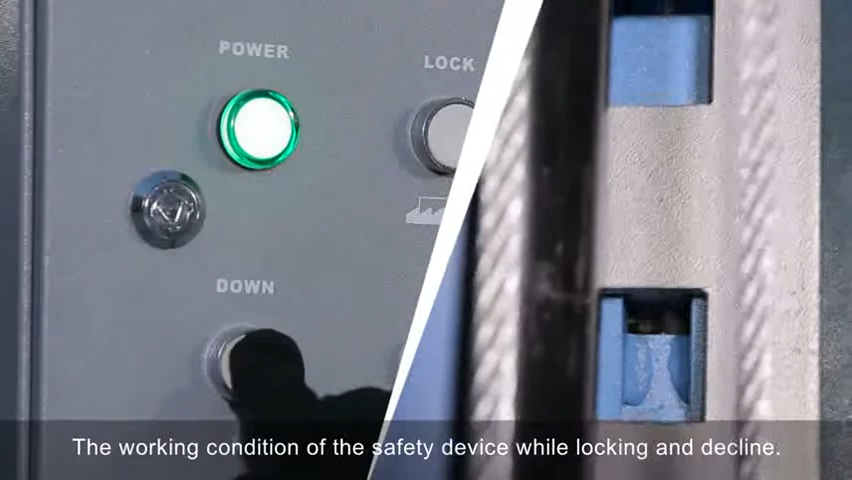 POWER
LOCK
DOWN
The working condition of the safety device while locking and decline.